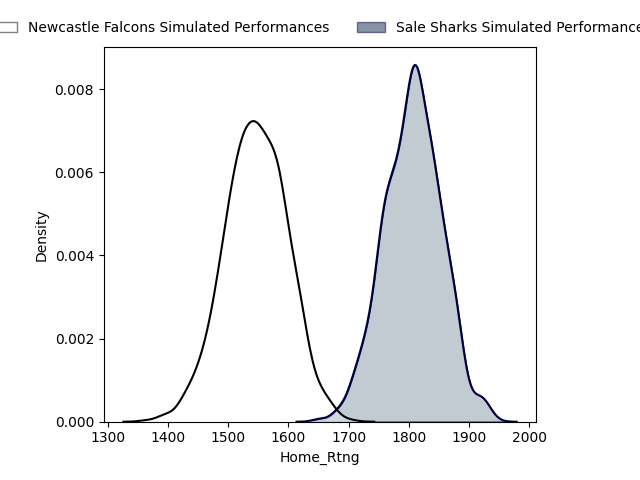 Newcastle Falcons Simulated Performances
Sale Sharks Simulated Performance
0.008
0.006
0.004
0.002
0.000
Density
1300 1400 1500 1600 1700 1800 1900 2000
Home_Rtng